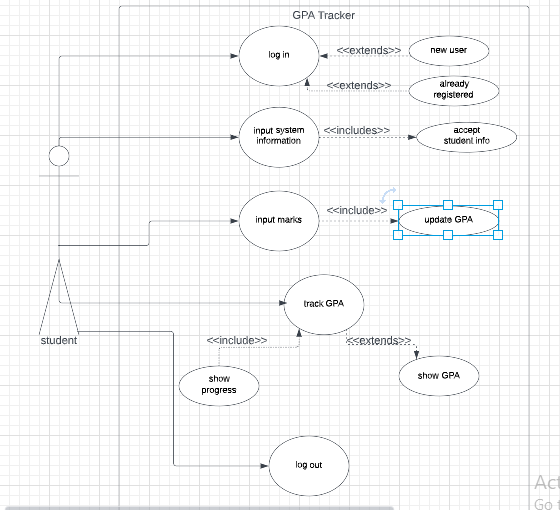 GPA Tracker
log in
<<extends>>
new user
<<extends>>
already
registered
input system
information
<<includes>>
accept
student info
input marks
<<include>>
update GPA
track GPA
student
<<include>>
<<extends>>
show
progress
show GPA
log out
Act
Go t